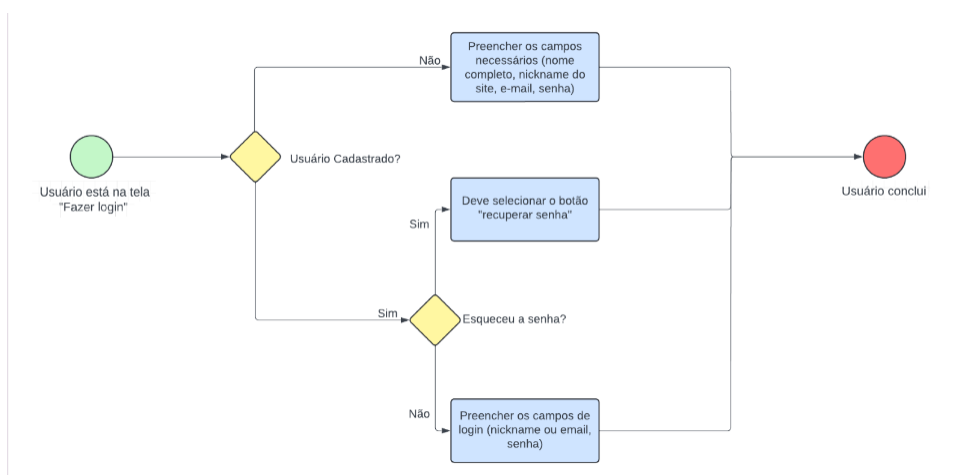 Não
Preencher os campos
necessários (nome
completo, nickname do
site, e-mail, senha)
Usuário está na tela
"Fazer login"
Usuário Cadastrado?
Usuário conclui
Sim
Deve selecionar o botão
"recuperar senha"
Sim
Esqueceu a senha?
Não
Preencher os campos de
login (nickname ou email,
senha)